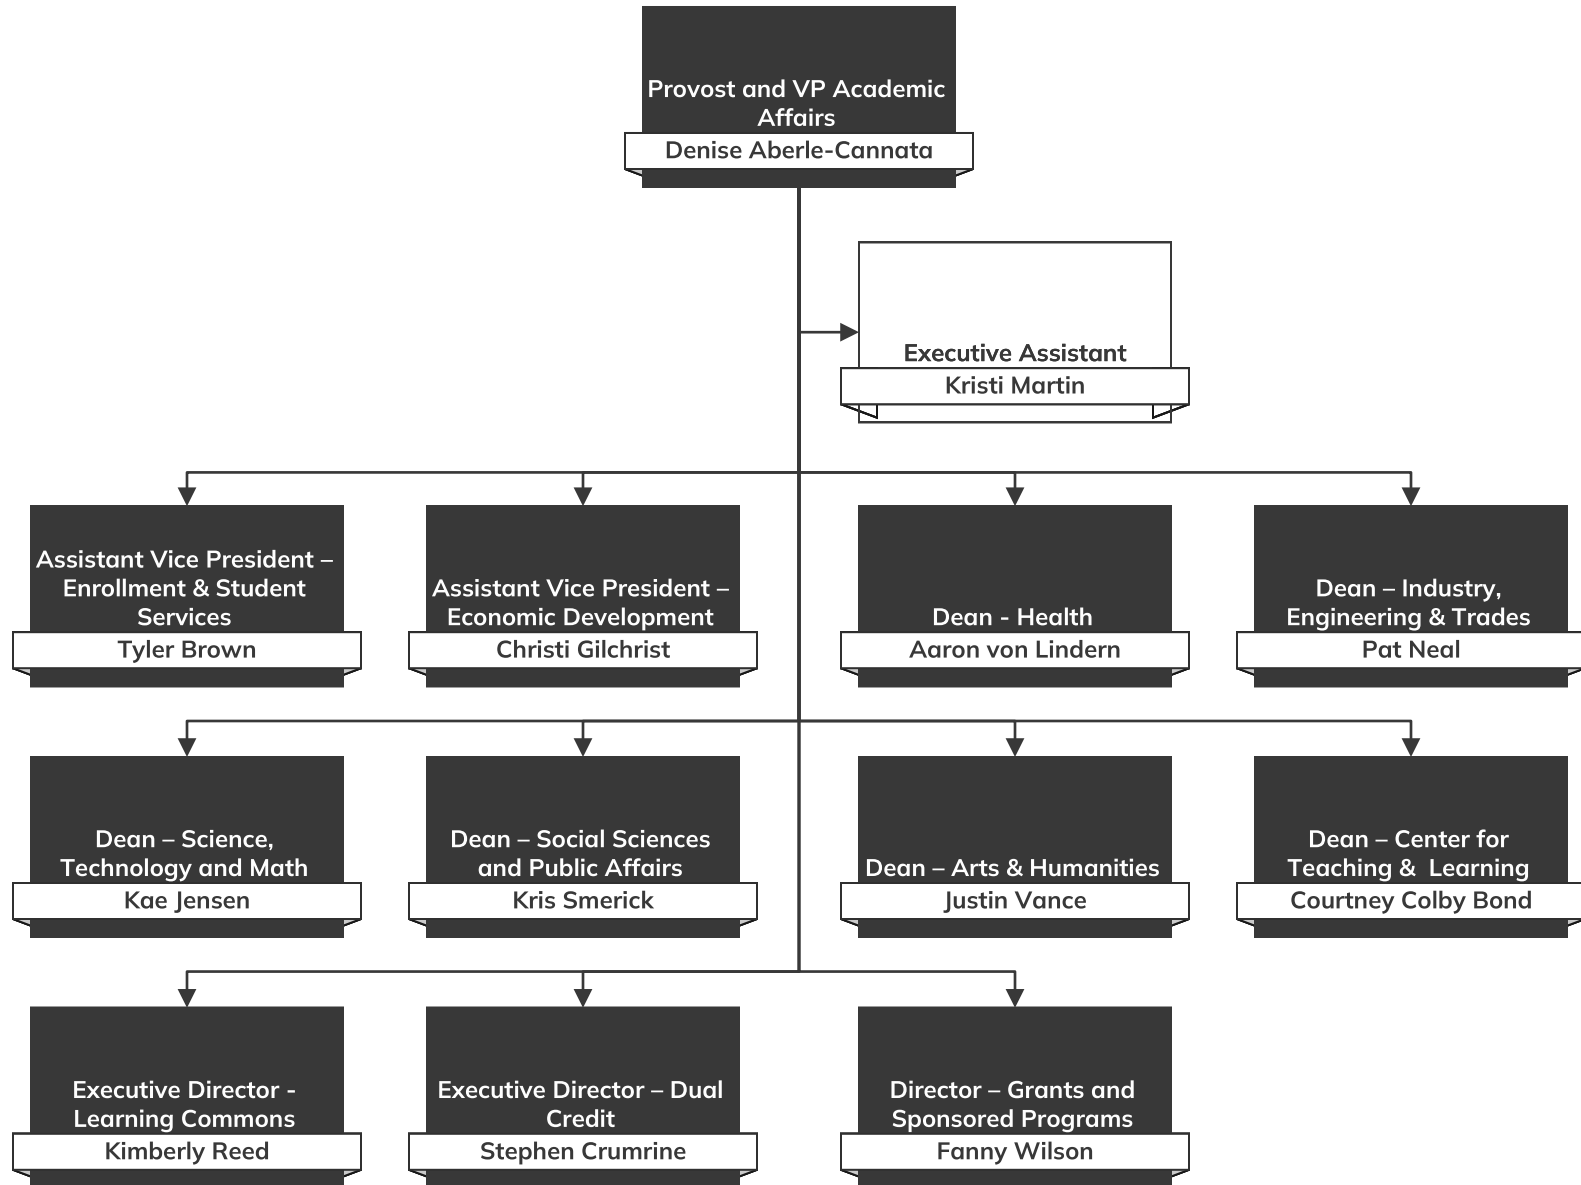 Provost and VP Academic
Affairs
Denise Aberle-Cannata
Executive Assistant
Kristi Martin
Assistant Vice President –
Enrollment & Student
Services
Tyler Brown
Assistant Vice President –
Economic Development
Christi Gilchrist
Dean - Health
Aaron von Lindern
Dean – Industry,
Engineering & Trades
Pat Neal
Dean – Science,
Technology and Math
Kae Jensen
Dean – Social Sciences
and Public Affairs
Kris Smerick
Dean – Arts & Humanities
Justin Vance
Dean – Center for
Teaching &  Learning
Courtney Colby Bond
Executive Director -
Learning Commons
Kimberly Reed
Executive Director – Dual
Credit
Stephen Crumrine
Director – Grants and
Sponsored Programs
Fanny Wilson